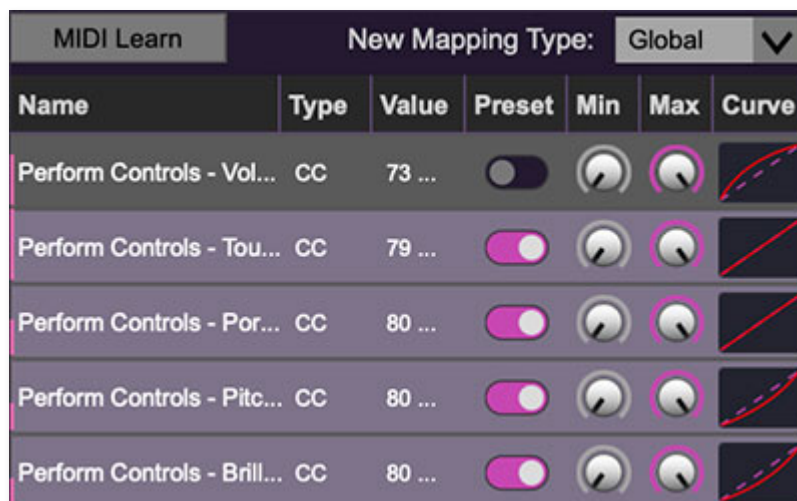 MIDI Learn New Mapping Type: Global
Name Type Value Preset Min Max Curve
Perform Controls - Vol... CC 73 ...
Perform Controls - Tou... CC 79 ...
Perform Controls - Por... CC 80 ...
Perform Controls - Pitc... CC 80 ...
Perform Controls - Brill... CC 80 ...